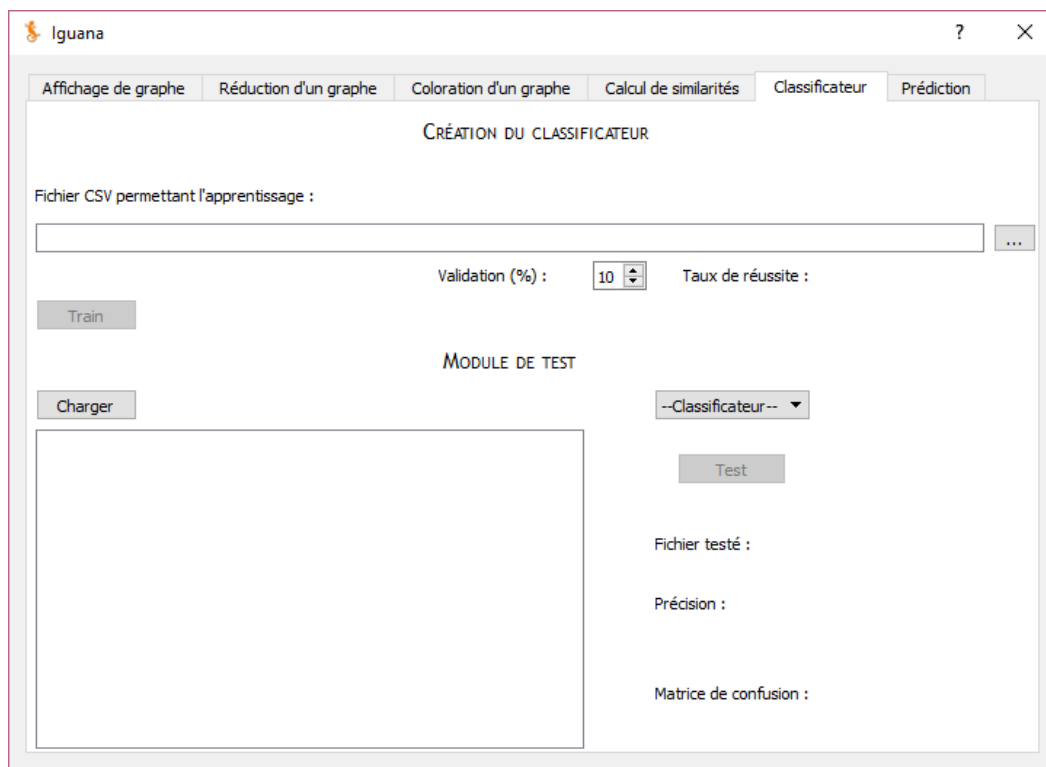 Iguana ?
Affichage de graphe Réduction d'un graphe Coloration d'un graphe Calcul de similarités Classificateur Prédiction
CRÉATION DU CLASSIFICATEUR
Fichier CSV permettant l'apprentissage :
...
Validation (%) : 10 Taux de réussite :
Train
MODULE DE TEST
Charger --Classificateur--
Test
Fichier testé :
Précision :
Matrice de confusion :